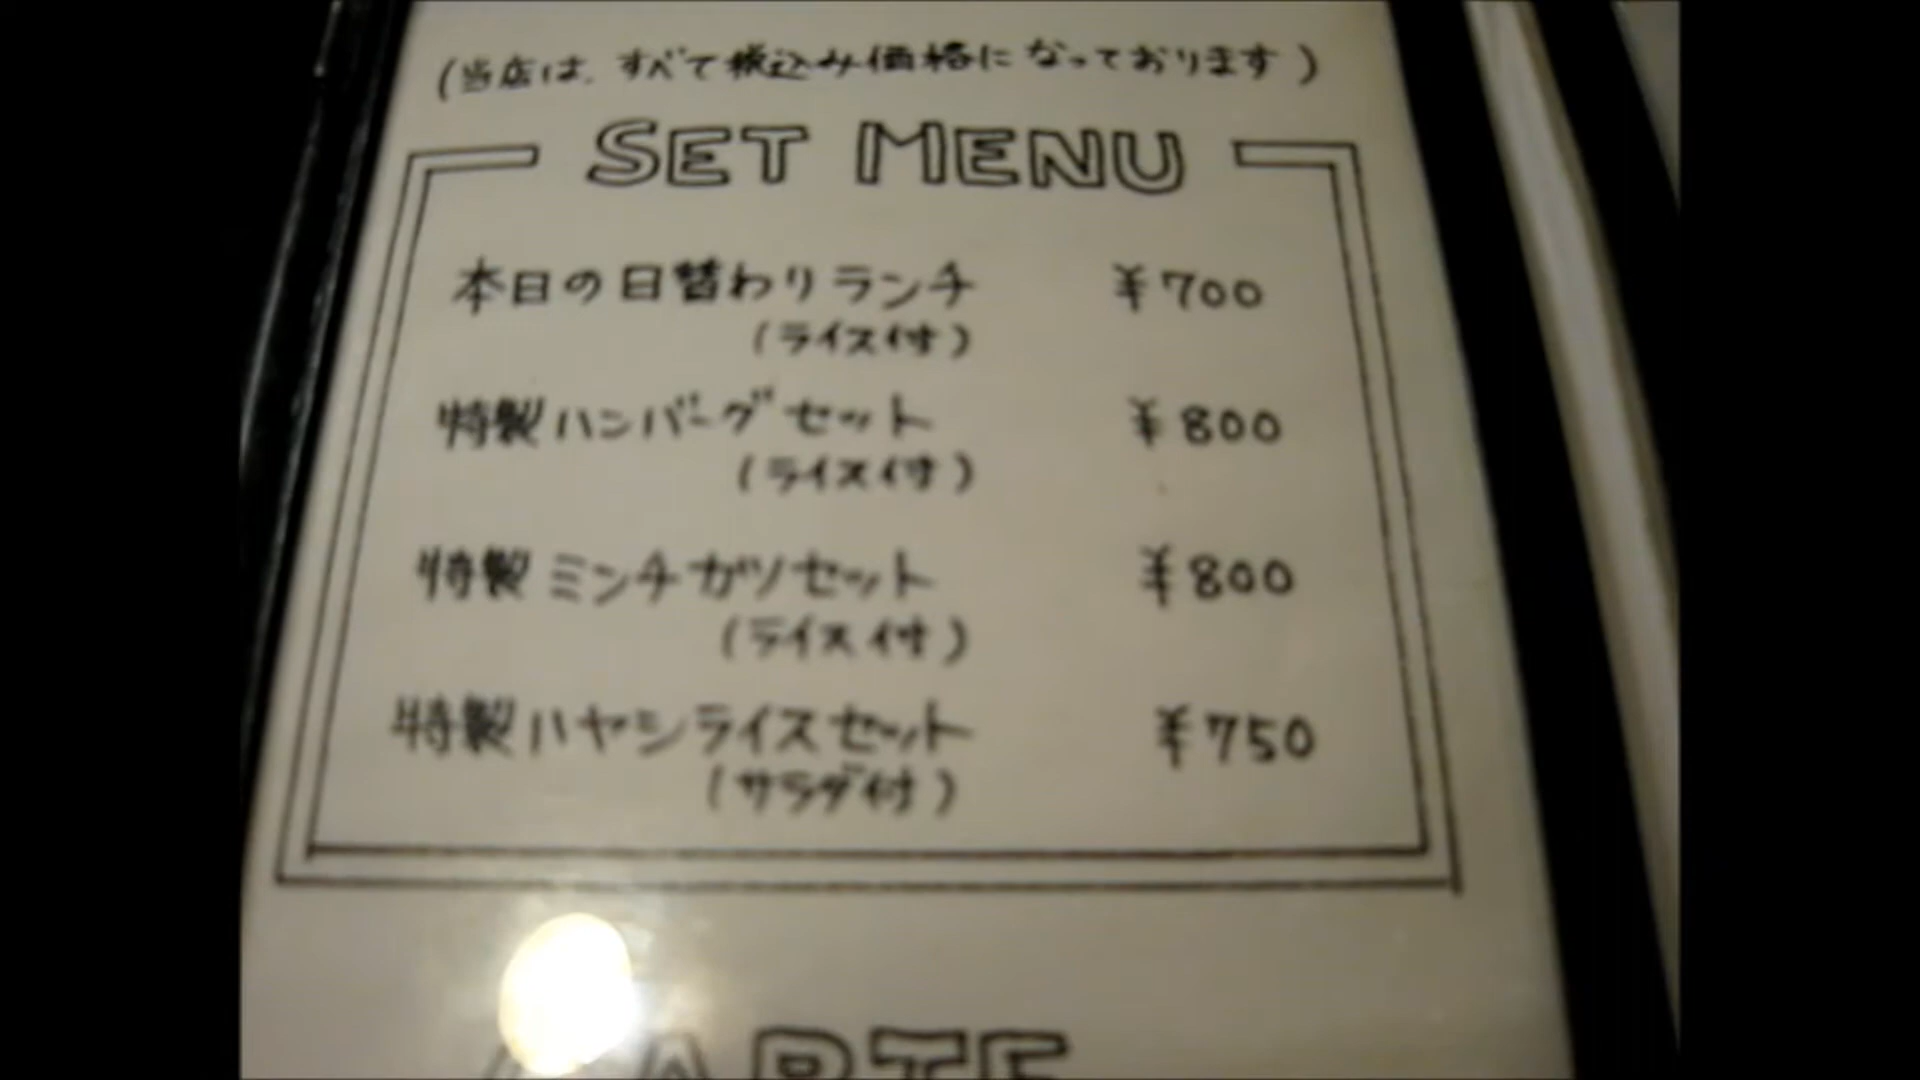 (当店は、すべて税込み価格になっております)
SET MENU
本日の日替わりランチ ¥700
(ライス付)
特製ハンバーグセット ¥800
(ライス付)
特製ミンチカツセット ¥800
(ライス付)
特製ハヤシライスセット ¥750
(サラダ付)